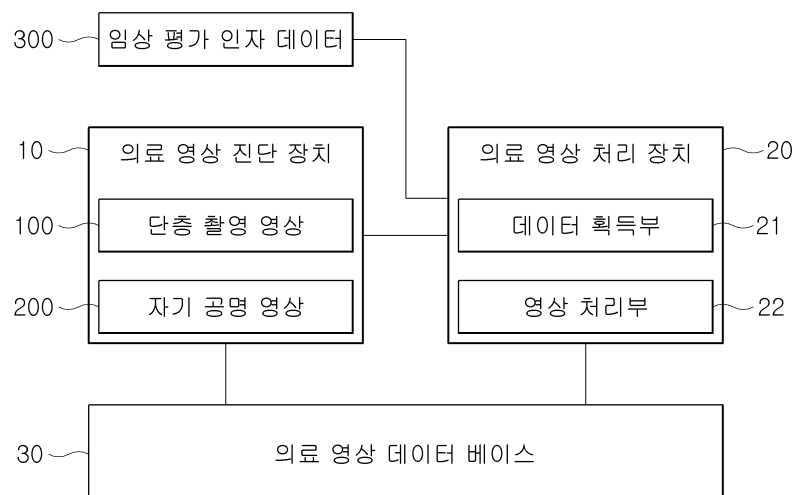 300 임상 평가 인자 데이터
10 의료 영상 진단 장치
100 단층 촬영 영상
200 자기 공명 영상
의료 영상 처리 장치 20
데이터 획득부 21
영상 처리부 22
30 의료 영상 데이터 베이스